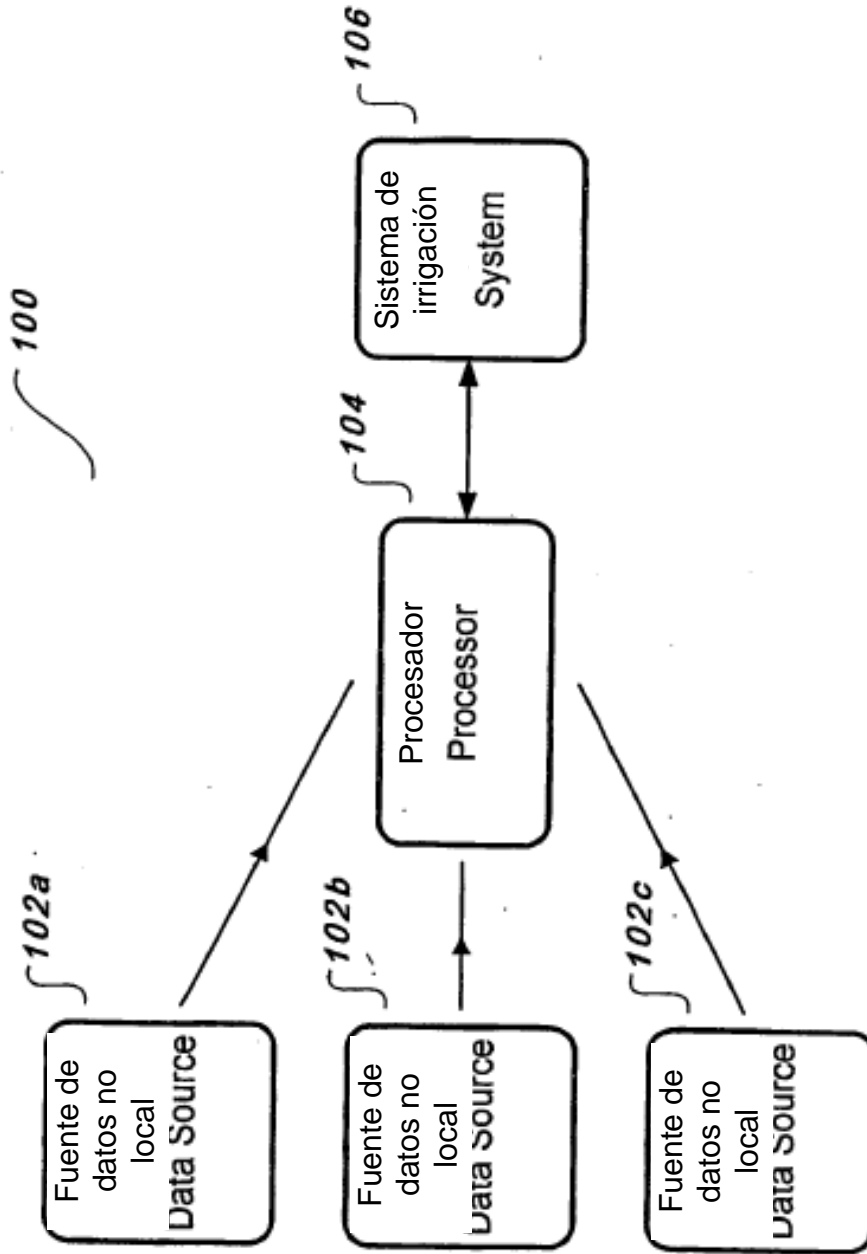 100
102a
Fuente de
datos no
local
Data Source
102b
Fuente de
datos no
local
Data Source
102c
Fuente de
datos no
local
Data Source
104
Procesador
Processor
106
Sistema de
irrigación
System